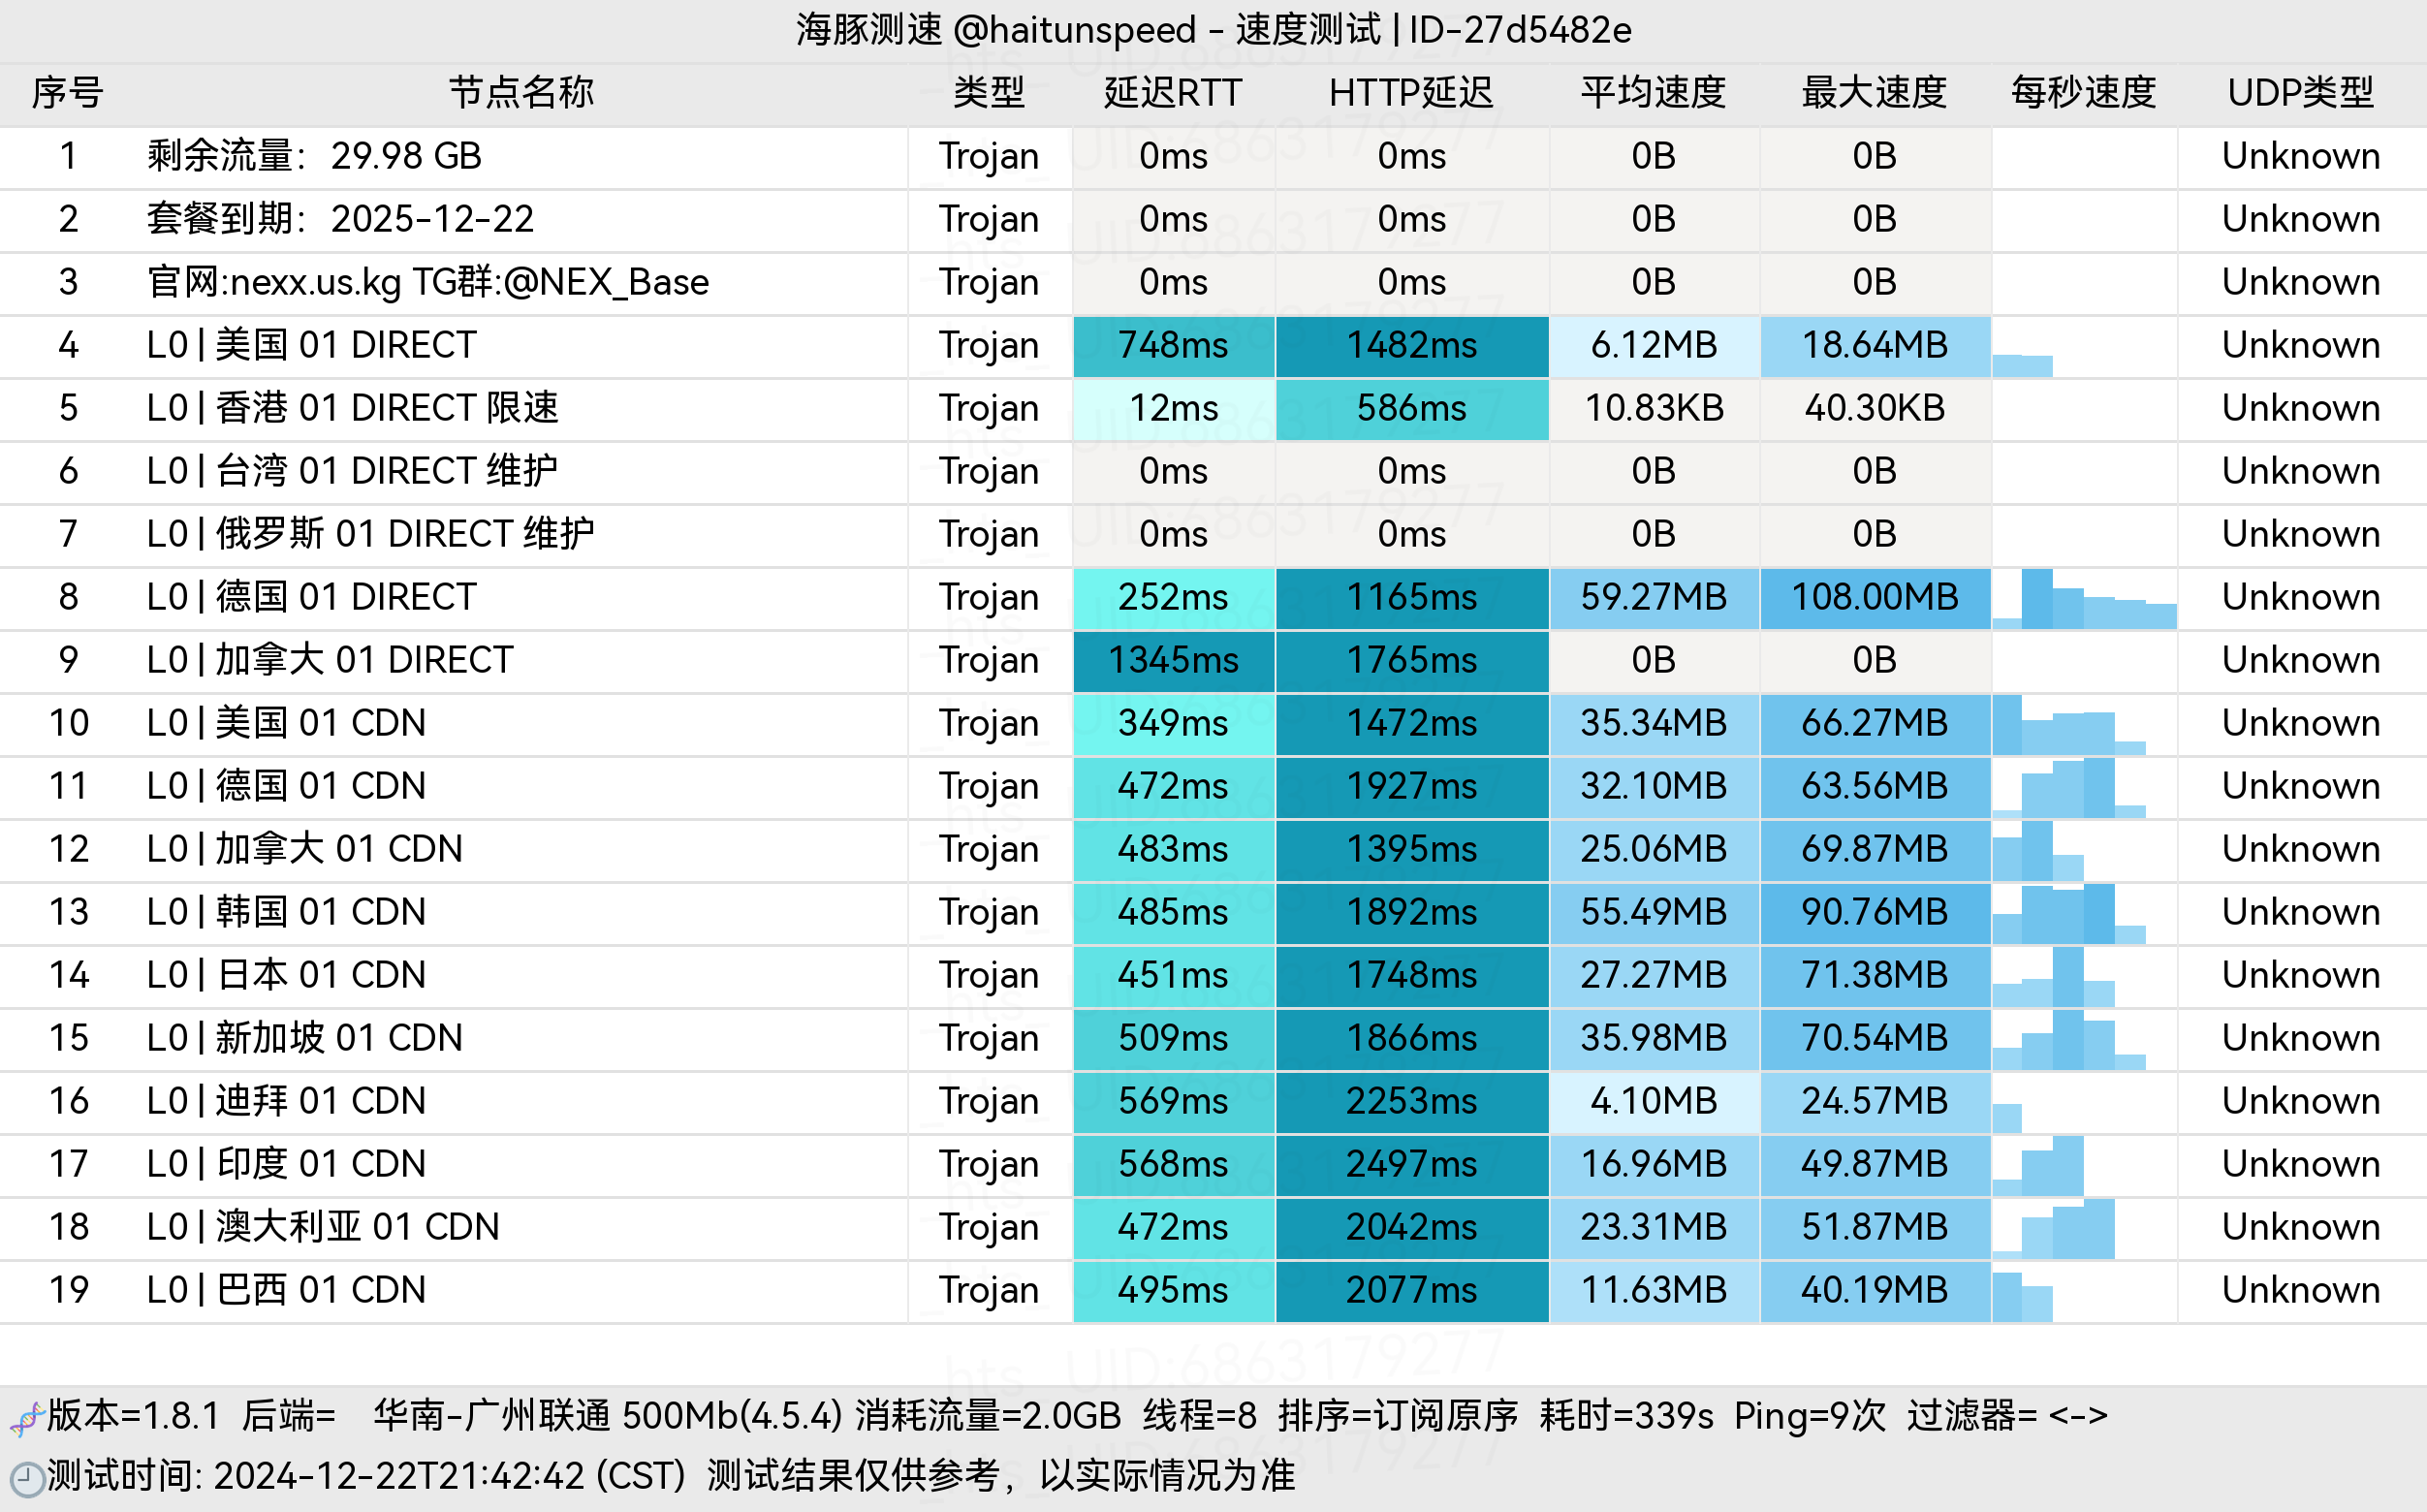 海豚测速 @haitunspeed - 速度测试 | ID-27d5482e
序号 节点名称 类型 延迟RTT HTTP延迟 平均速度 最大速度 每秒速度 UDP类型
1 剩余流量：29.98 GB Trojan 0ms 0ms 0B 0B Unknown
2 套餐到期：2025-12-22 Trojan 0ms 0ms 0B 0B Unknown
3 官网:nexx.us.kg TG群:@NEX_Base Trojan 0ms 0ms 0B 0B Unknown
4 L0 | 美国 01 DIRECT Trojan 748ms 1482ms 6.12MB 18.64MB Unknown
5 L0 | 香港 01 DIRECT 限速 Trojan 12ms 586ms 10.83KB 40.30KB Unknown
6 L0 | 台湾 01 DIRECT 维护 Trojan 0ms 0ms 0B 0B Unknown
7 L0 | 俄罗斯 01 DIRECT 维护 Trojan 0ms 0ms 0B 0B Unknown
8 L0 | 德国 01 DIRECT Trojan 252ms 1165ms 59.27MB 108.00MB Unknown
9 L0 | 加拿大 01 DIRECT Trojan 1345ms 1765ms 0B 0B Unknown
10 L0 | 美国 01 CDN Trojan 349ms 1472ms 35.34MB 66.27MB Unknown
11 L0 | 德国 01 CDN Trojan 472ms 1927ms 32.10MB 63.56MB Unknown
12 L0 | 加拿大 01 CDN Trojan 483ms 1395ms 25.06MB 69.87MB Unknown
13 L0 | 韩国 01 CDN Trojan 485ms 1892ms 55.49MB 90.76MB Unknown
14 L0 | 日本 01 CDN Trojan 451ms 1748ms 27.27MB 71.38MB Unknown
15 L0 | 新加坡 01 CDN Trojan 509ms 1866ms 35.98MB 70.54MB Unknown
16 L0 | 迪拜 01 CDN Trojan 569ms 2253ms 4.10MB 24.57MB Unknown
17 L0 | 印度 01 CDN Trojan 568ms 2497ms 16.96MB 49.87MB Unknown
18 L0 | 澳大利亚 01 CDN Trojan 472ms 2042ms 23.31MB 51.87MB Unknown
19 L0 | 巴西 01 CDN Trojan 495ms 2077ms 11.63MB 40.19MB Unknown
_hts_ UID:6863179277
版本=1.8.1 后端= 华南-广州联通 500Mb(4.5.4) 消耗流量=2.0GB 线程=8 排序=订阅原序 耗时=339s Ping=9次 过滤器= <->
测试时间: 2024-12-22T21:42:42 (CST) 测试结果仅供参考，以实际情况为准